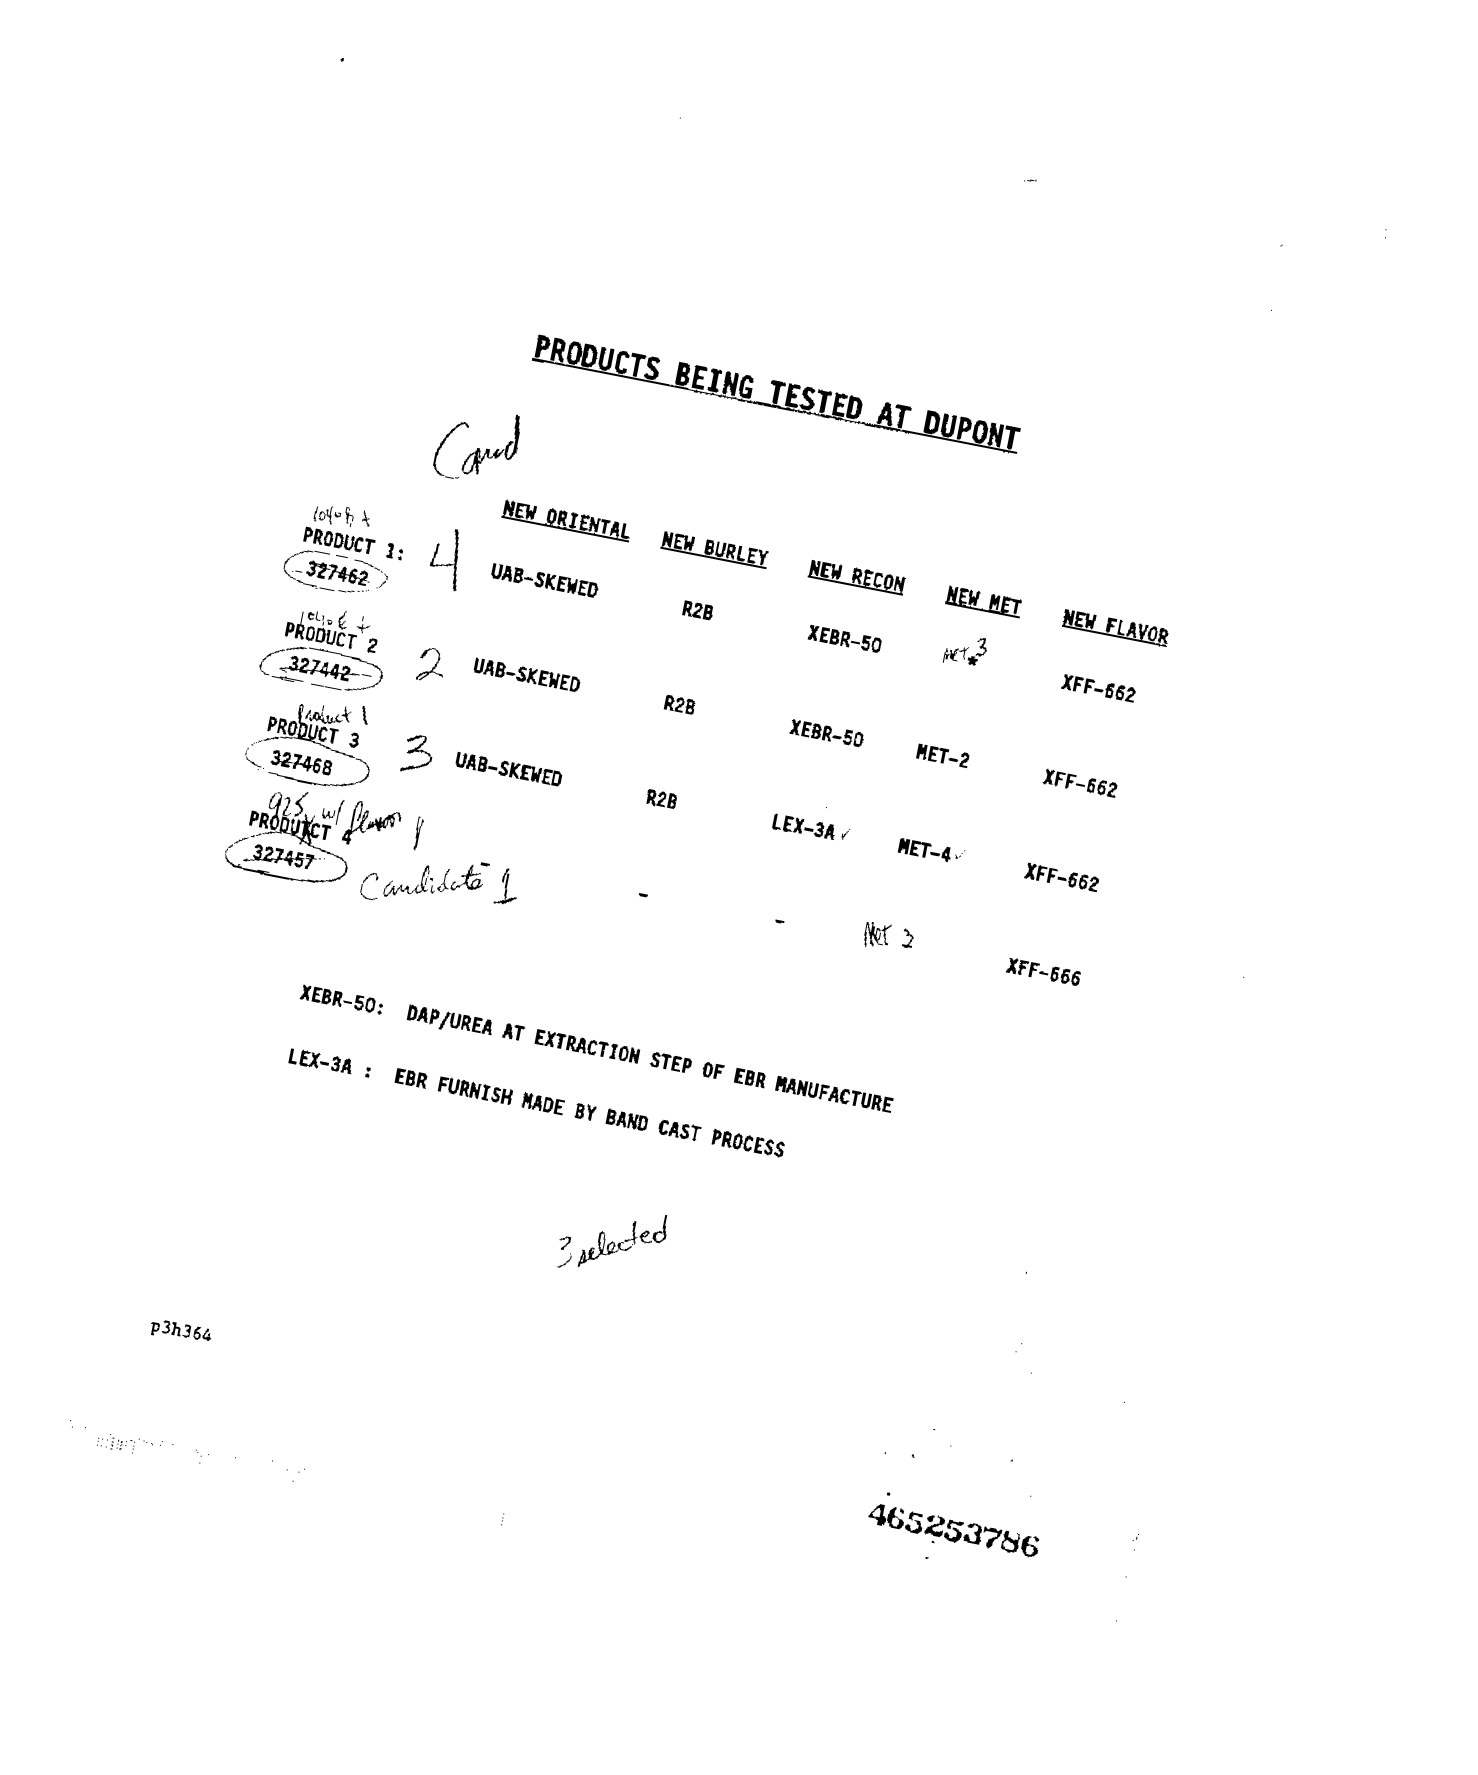 PRODUCTS BEING TESTED AT DUPONT
Cand
NEW ORIENTAL NEW BURLEY NEW RECON NEW MET NEW FLAVOR
PRODUCT 1: 4 UAB-SKEWED R2B XEBR-50 MET 3 XFF-662
327462
PRODUCT 2 2 UAB-SKEWED R2B XEBR-50 MET-2 XFF-662
327442
Product 1
PRODUCT 3 3 UAB-SKEWED R2B LEX-3A ✓ MET-4 ✓ XFF-662
327468
925 w/ flavor
PRODUCT 4 - - - Met 3 XFF-666
327457
Candidate 1
XEBR-50: DAP/UREA AT EXTRACTION STEP OF EBR MANUFACTURE
LEX-3A : EBR FURNISH MADE BY BAND CAST PROCESS
3 selected
p3h364
465253786